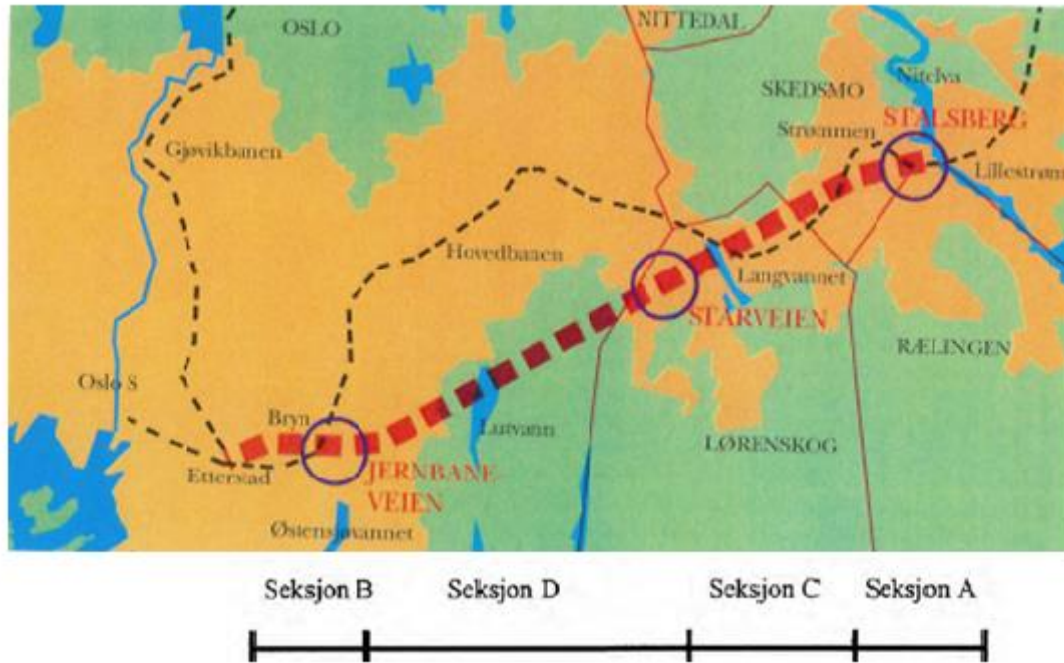 OSLO
NITTEDAL
SKEDSMO
Nitelva
STALSBERG
Strømmen
Lillestrøm
Gjøvikbanen
Hovedbanen
Langvannet
STARVEIEN
RÆLINGEN
Oslo S
Bryn
Lutvann
LØRENSKOG
Etterstad
JERNBANE
VEIEN
Østensjøvannet
Seksjon B
Seksjon D
Seksjon C
Seksjon A